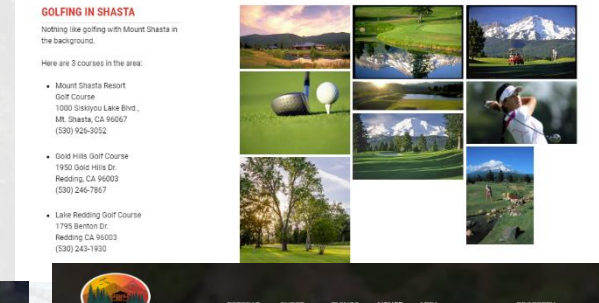 GOLFING IN SHASTA
Nothing like golfing with Mount Shasta in
the background.
Here are 3 courses in the area:
Mount Shasta Resort
Golf Course
1000 Siskiyou Lake Blvd.,
Mt. Shasta, CA 96067
(530) 926-3052
Gold Hills Golf Course
1950 Gold Hills Dr.
Redding, CA 96003
(530) 246-7867
Lake Redding Golf Course
1795 Benton Dr.
Redding CA 96003
(530) 243-1930